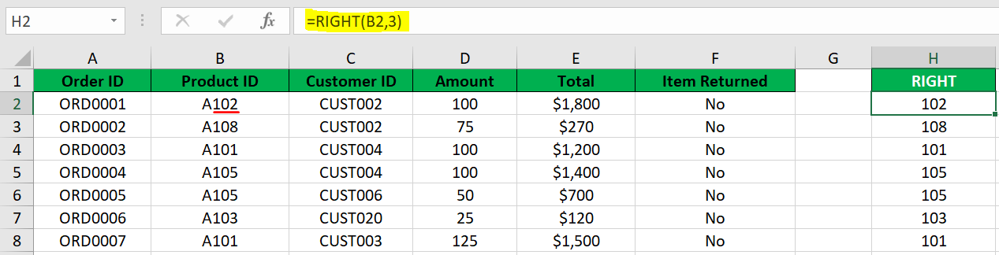 H2 fx =RIGHT(B2,3)
A B C D E F G H
1 Order ID Product ID Customer ID Amount Total Item Returned RIGHT
2 ORD0001 A102 CUST002 100 $1,800 No 102
3 ORD0002 A108 CUST002 75 $270 No 108
4 ORD0003 A101 CUST004 100 $1,200 No 101
5 ORD0004 A105 CUST004 100 $1,400 No 105
6 ORD0005 A105 CUST006 50 $700 No 105
7 ORD0006 A103 CUST020 25 $120 No 103
8 ORD0007 A101 CUST003 125 $1,500 No 101